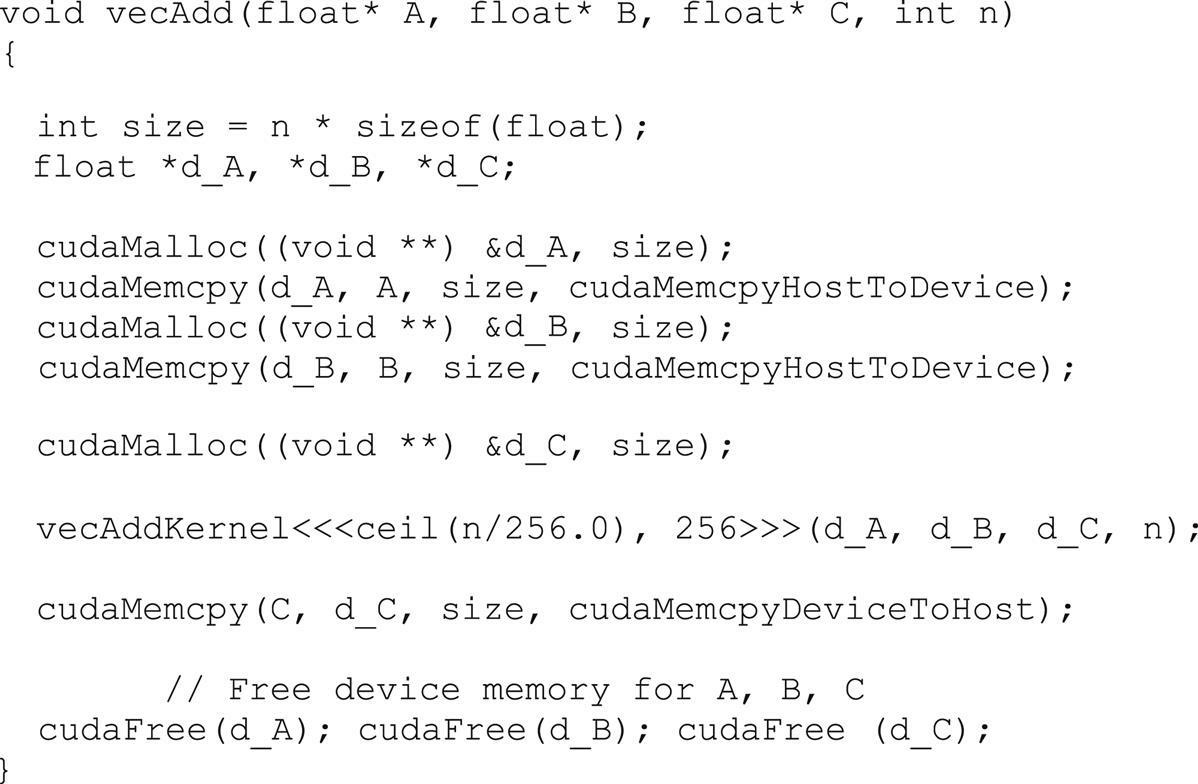 void vecAdd(float* A, float* B, float* C, int n)
{
int size = n * sizeof(float);
float *d_A, *d_B, *d_C;
cudaMalloc((void **) &d_A, size);
cudaMemcpy(d_A, A, size, cudaMemcpyHostToDevice);
cudaMalloc((void **) &d_B, size);
cudaMemcpy(d_B, B, size, cudaMemcpyHostToDevice);
cudaMalloc((void **) &d_C, size);
vecAddKernel<<<ceil(n/256.0), 256>>>(d_A, d_B, d_C, n);
cudaMemcpy(C, d_C, size, cudaMemcpyDeviceToHost);
// Free device memory for A, B, C
cudaFree(d_A); cudaFree(d_B); cudaFree (d_C);
}